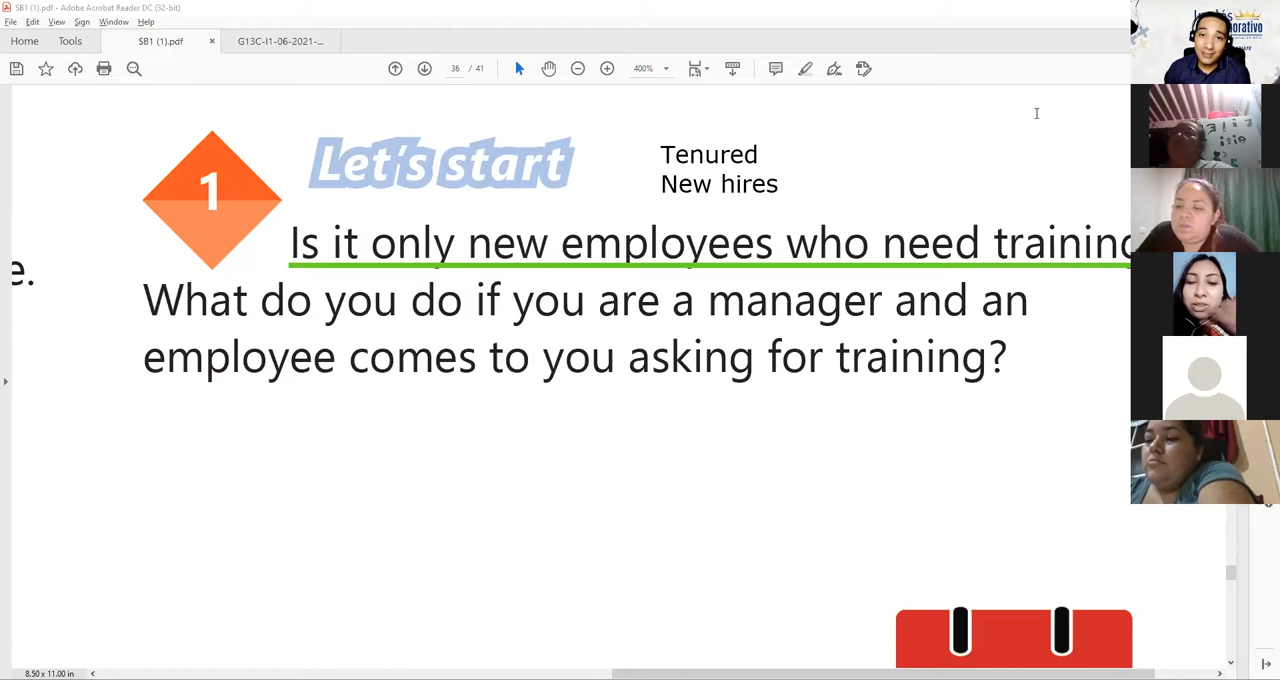 SB1 (1).pdf - Adobe Acrobat Reader DC (32-bit)
File Edit View Sign Window Help
Home Tools SB1 (1).pdf × G13C-I1-06-2021-...
36 / 41 400%
1 Let's start
Tenured
New hires
Is it only new employees who need training
What do you do if you are a manager and an
employee comes to you asking for training?
e.
8.50 x 11.00 in